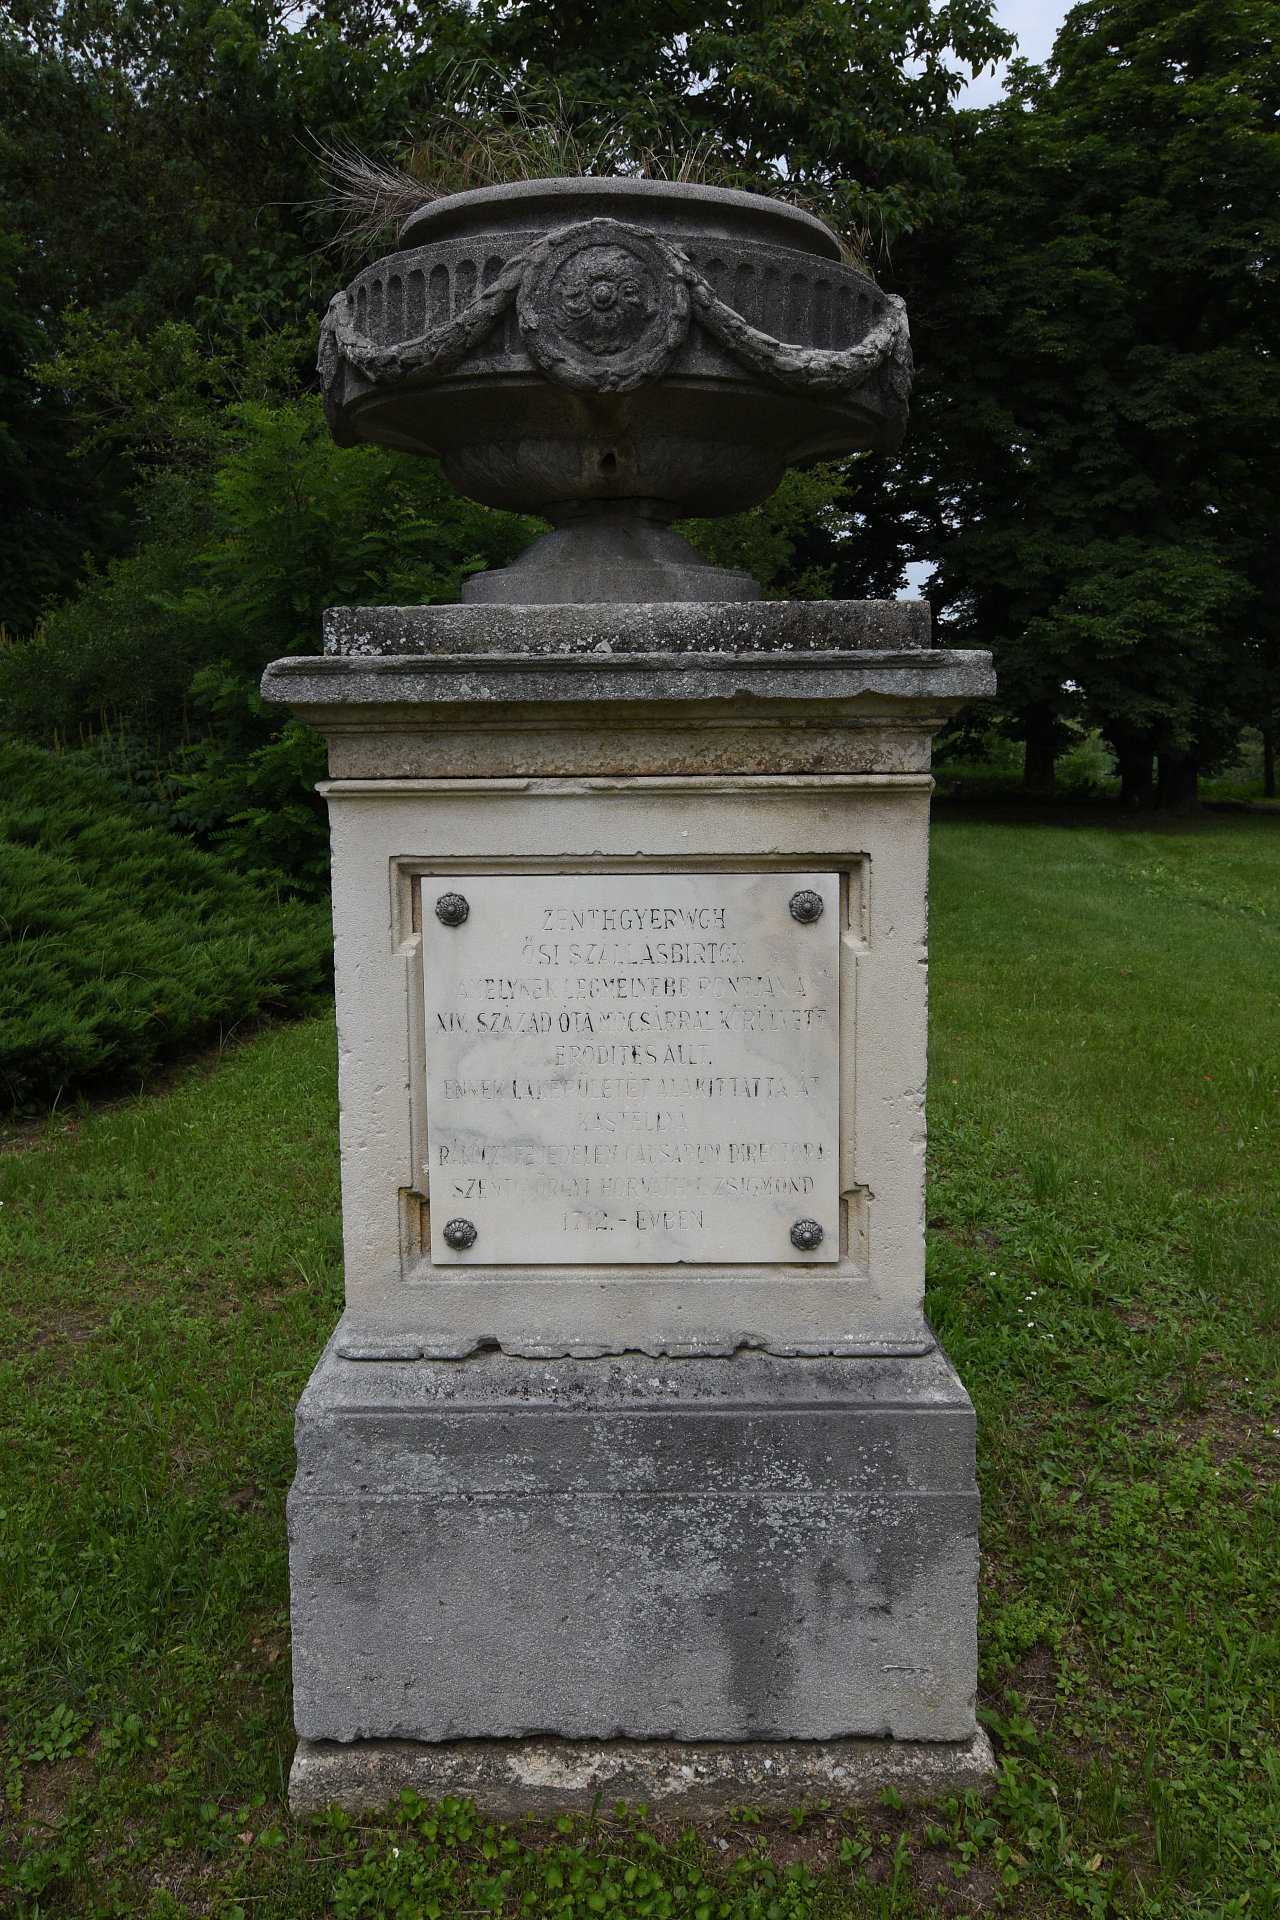 ZENTHGYERWGH
ŐSI SZÁLLÁSBIRTOK
AMELYNEK LEGMÉLYEBB PONTJÁN A
XIV. SZÁZAD ÓTA MOCSÁRRAL KÖRÜLVETT
ERŐDÍTÉS ÁLLT.
ENNEK LAKÉPÜLETÉT ALAKÍTTATTA ÁT
KASTÉLLYÁ
RÁKÓCZI FEJEDELEM CAUSARUM DIRECTORA
SZENTGYÖRGYI HORVÁTH I. ZSIGMOND
1712.-ÉVBEN.